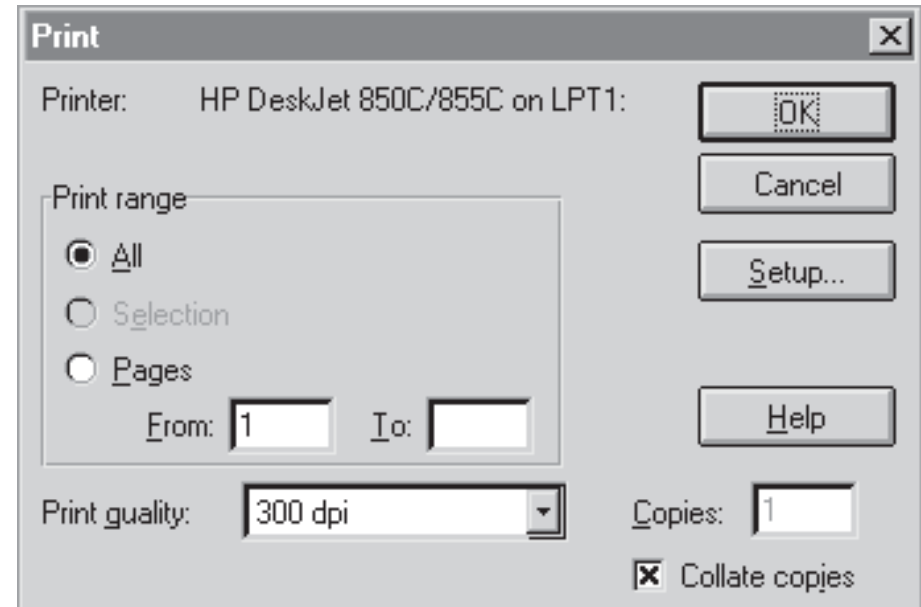 Print
Printer: HP DeskJet 850C/855C on LPT1:
OK
Cancel
Print range
All
Setup...
Selection
Pages
From: 1 To:
Help
Print quality: 300 dpi
Copies: 1
Collate copies